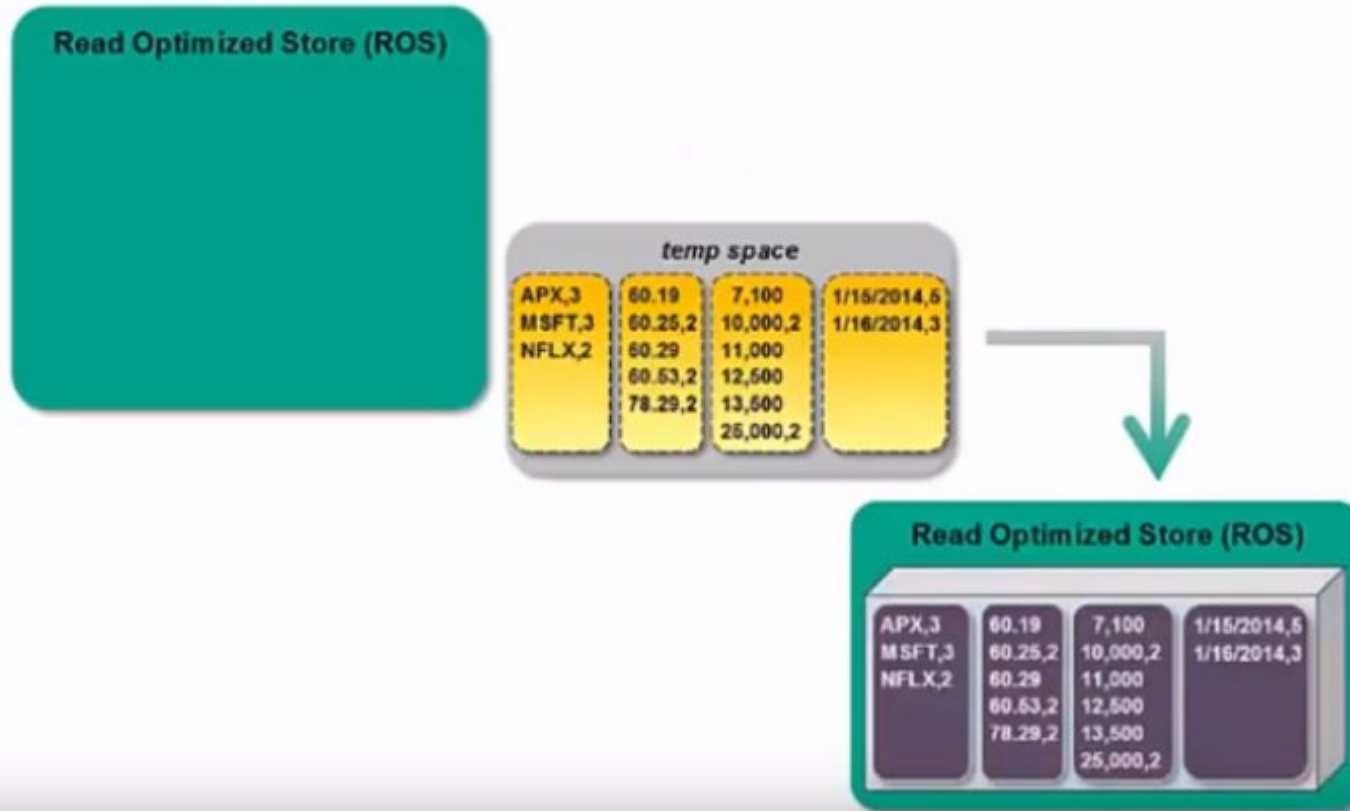 Read Optimized Store (ROS)
temp space
APX,3
MSFT,3
NFLX,2
60.19
60.25,2
60.29
60.53,2
78.29,2
7,100
10,000,2
11,000
12,500
13,500
25,000,2
1/15/2014,5
1/16/2014,3
Read Optimized Store (ROS)
APX,3
MSFT,3
NFLX,2
60.19
60.25,2
60.29
60.53,2
78.29,2
7,100
10,000,2
11,000
12,500
13,500
25,000,2
1/15/2014,5
1/16/2014,3